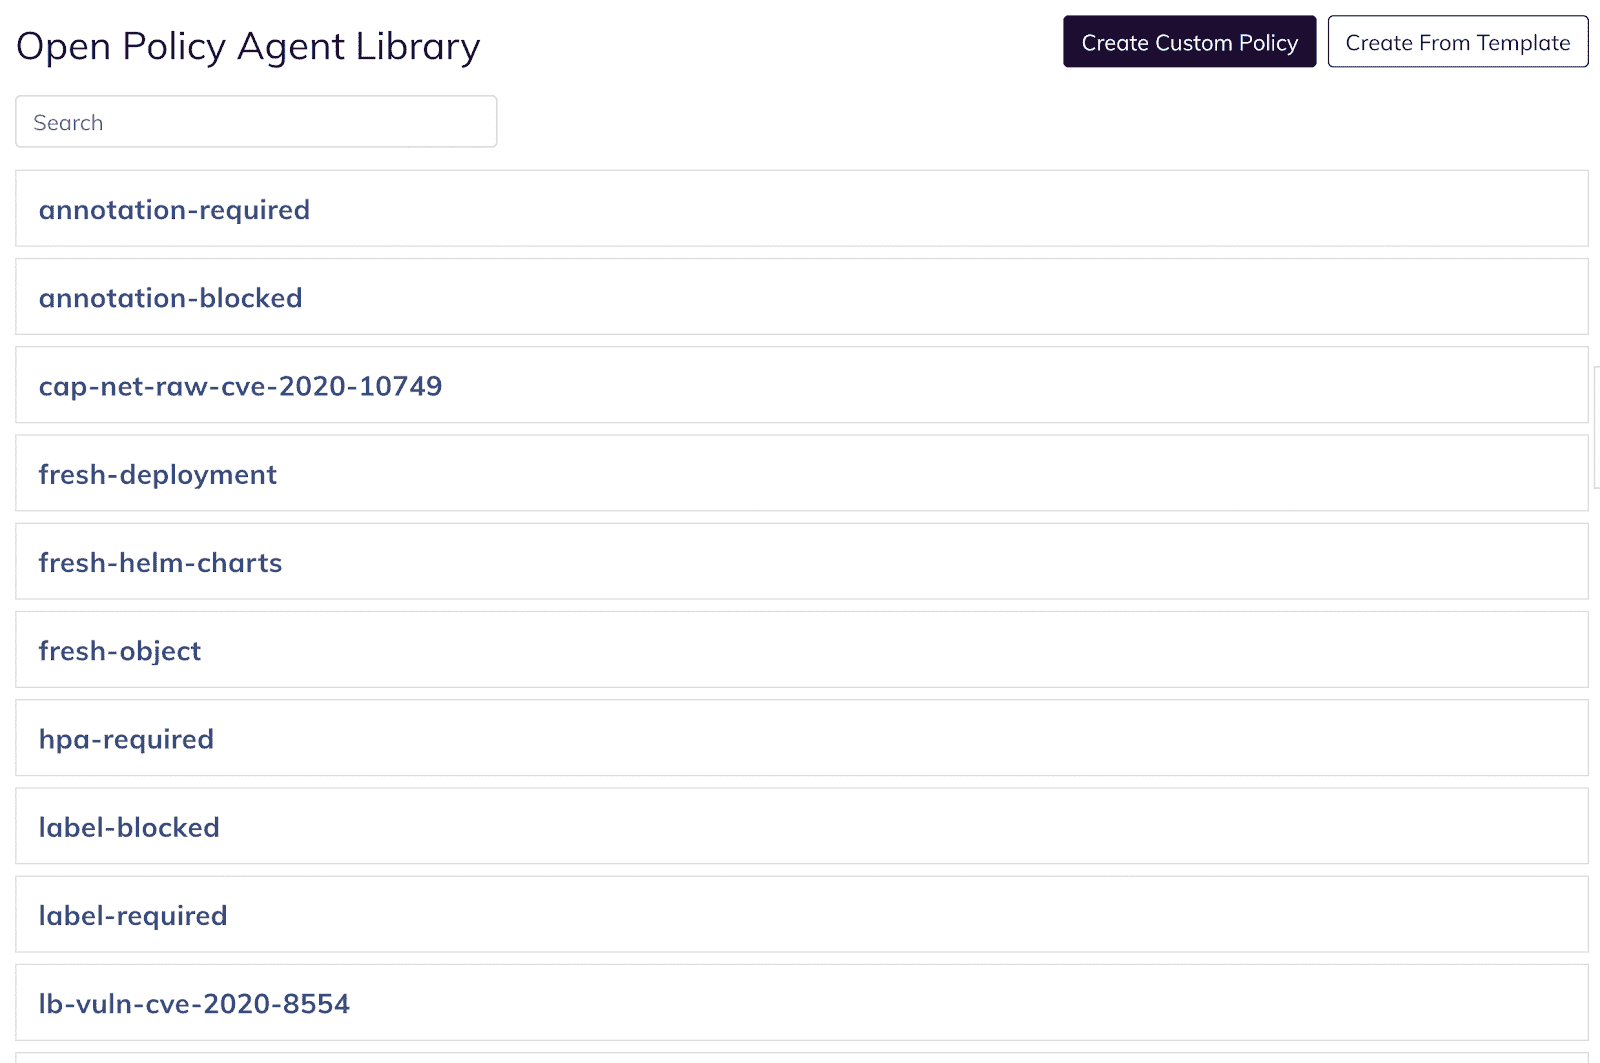 Open Policy Agent Library
Create Custom Policy
Create From Template
Search
annotation-required
annotation-blocked
cap-net-raw-cve-2020-10749
fresh-deployment
fresh-helm-charts
fresh-object
hpa-required
label-blocked
label-required
lb-vuln-cve-2020-8554